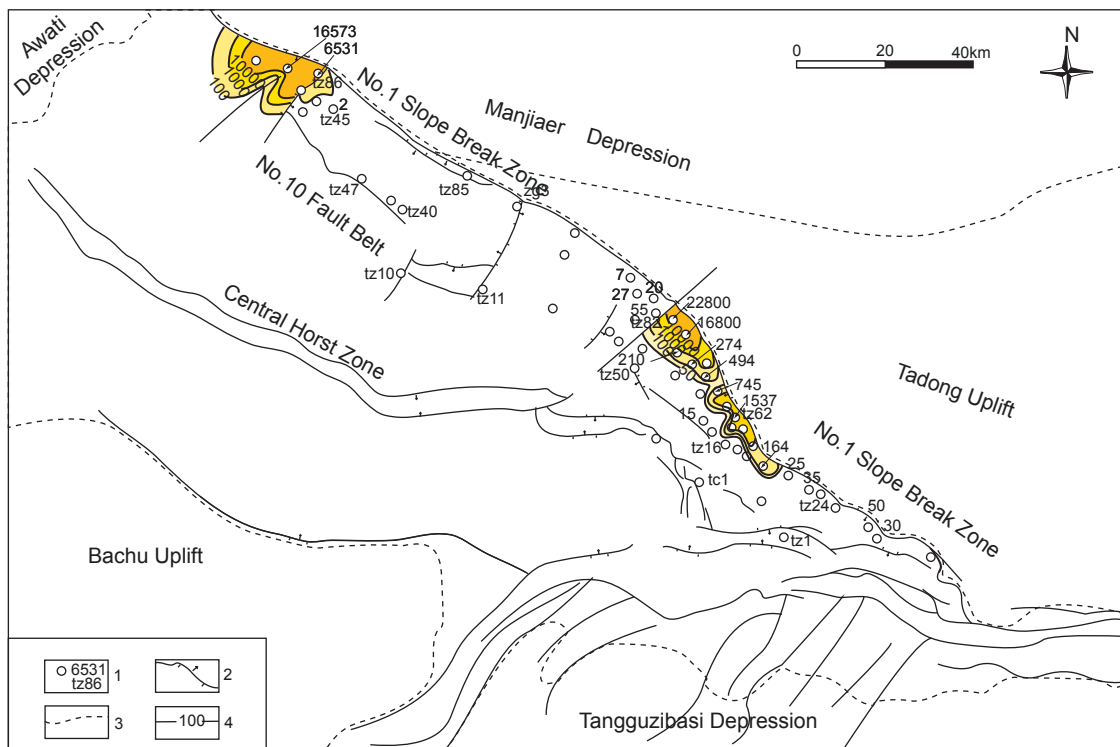 Awati
Depression
16573
6531
tz86
1000
1000
100
2
tz45
No.1 Slope Break Zone
Manjiaer Depression
0 20 40km
N
tz47
tz40
No.10 Fault Belt
tz85
zg3
tz10
tz11
Central Horst Zone
7
27
20
55
tz82
22800
16800
274
494
210
tz50
745
1537
tz62
15
tz16
164
25
35
tz24
50
30
tc1
tz1
Tadong Uplift
No.1 Slope Break Zone
Bachu Uplift
Tangguzibasi Depression
6531
tz86
1
2
3
100
4